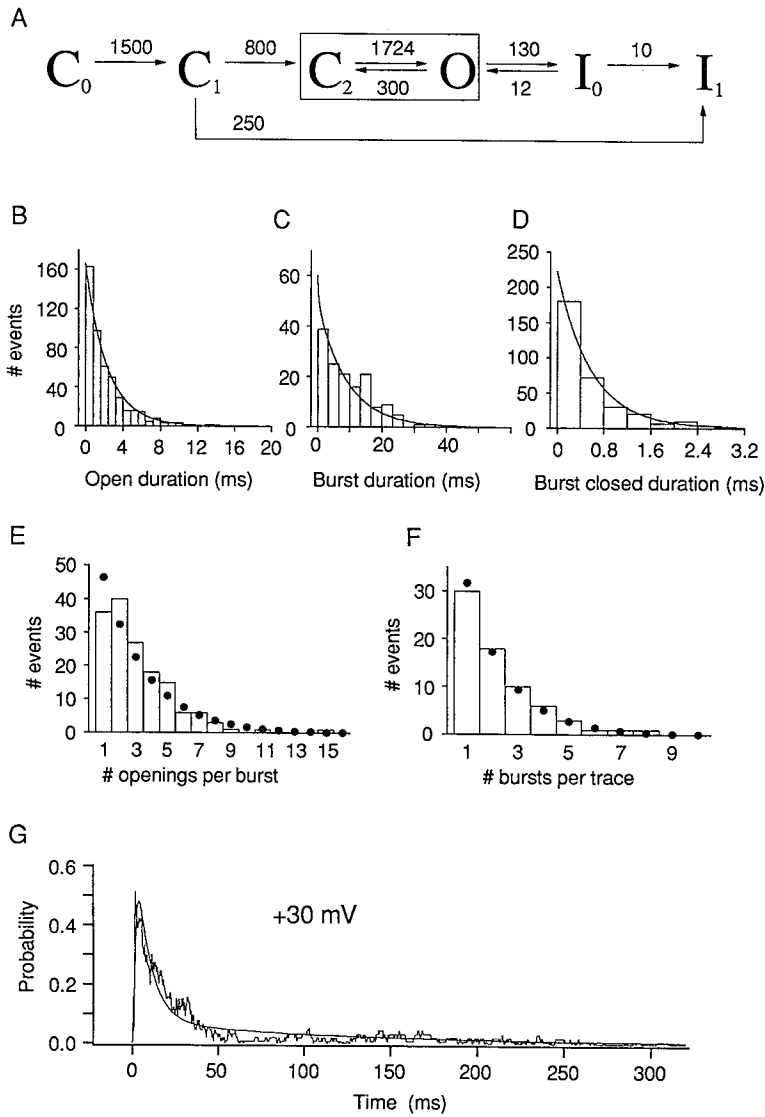 A
C0 1500 C1 800 C2 1724 300 O 130 12 I0 10 I1
250
B
C
D
# events
160
120
80
40
0
0 4 8 12 16 20
Open duration (ms)
60
40
20
0
0 20 40
Burst duration (ms)
250
200
150
100
50
0
0 0.8 1.6 2.4 3.2
Burst closed duration (ms)
E
F
# events
50
40
30
20
10
0
1 3 5 7 9 11 13 15
# openings per burst
# events
30
20
10
0
1 3 5 7 9
# bursts per trace
G
Probability
0.6
0.4
0.2
0.0
+30 mV
0 50 100 150 200 250 300
Time (ms)